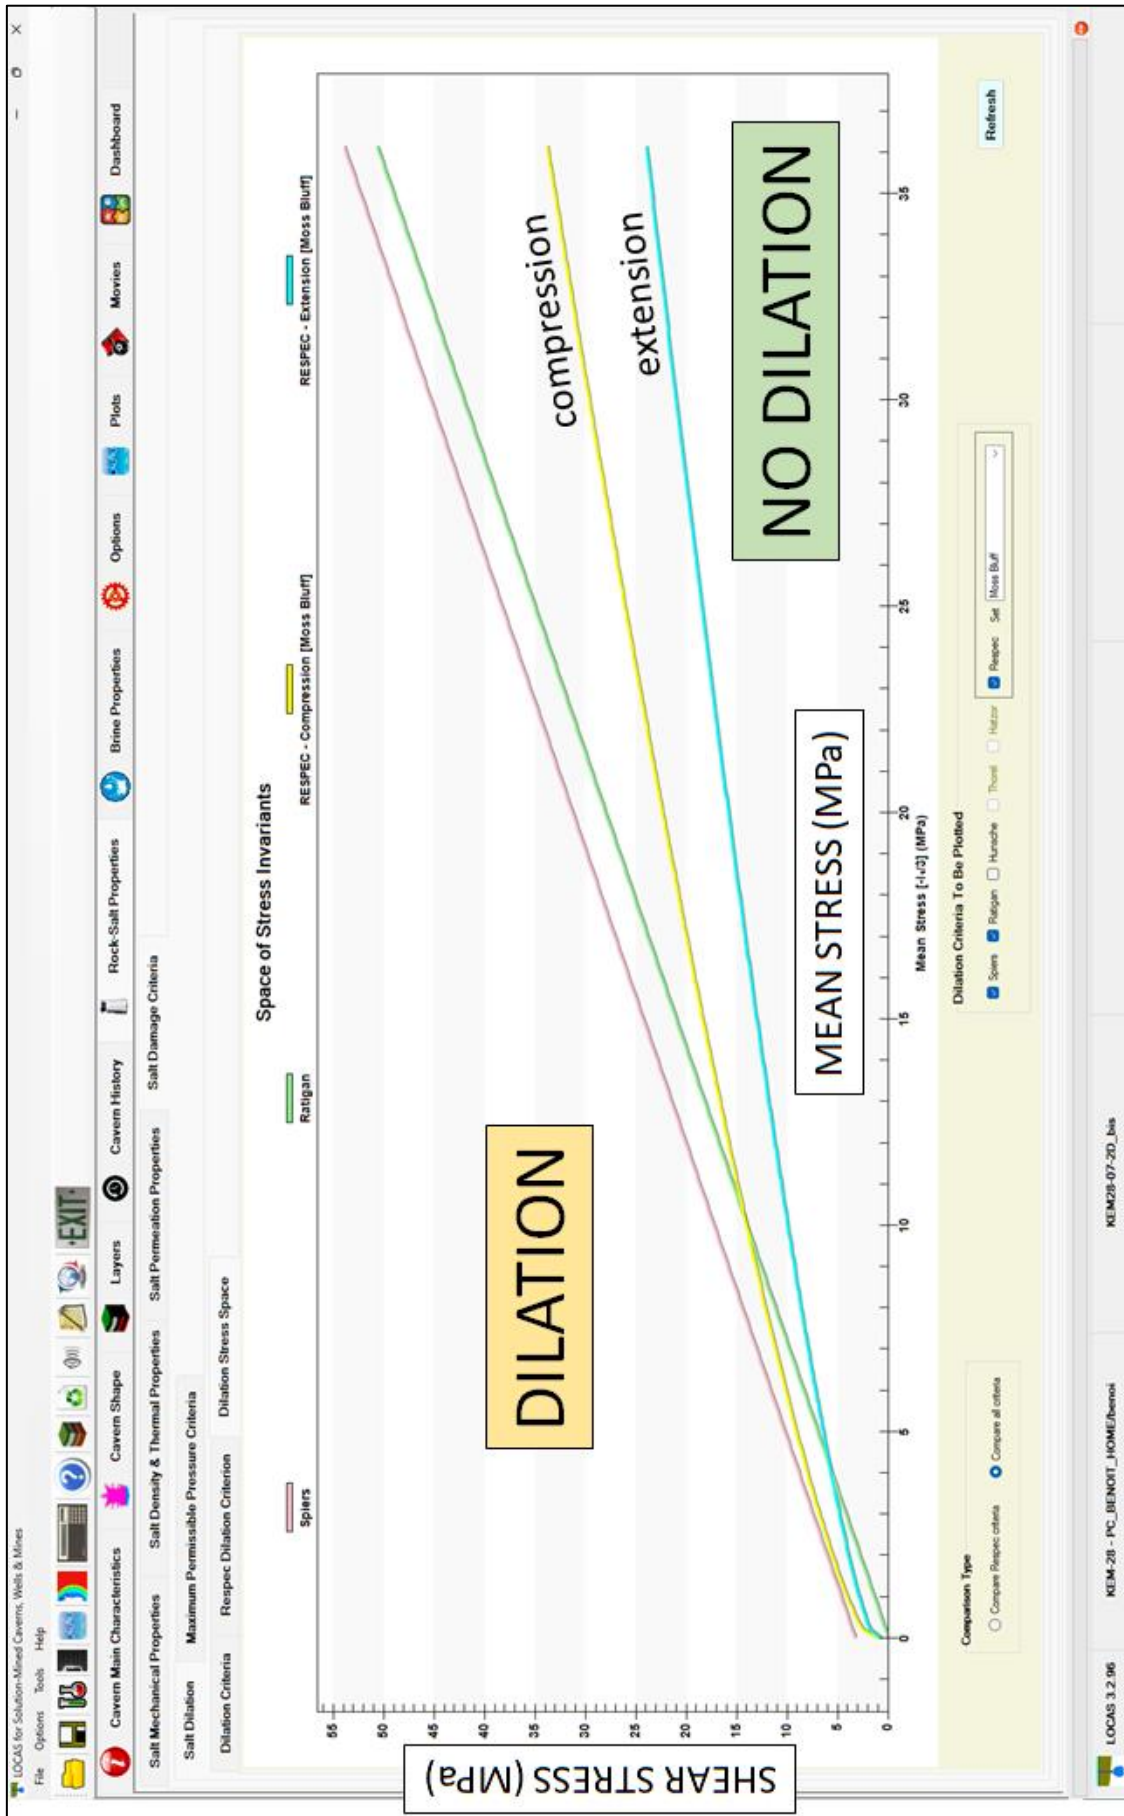 LOCAS for Solution-Mined Caverns, Wells & Mines
File Options Tools Help
EXIT
Cavern Main Characteristics Cavern Shape Layers Cavern History Rock-Salt Properties Brine Properties Options Plots Movies Dashboard
Salt Mechanical Properties Salt Density & Thermal Properties Salt Permeation Properties Salt Damage Criteria
Salt Dilation Maximum Permissible Pressure Criteria
Dilation Criteria Respec Dilation Criterion Dilation Stress Space
Space of Stress Invariants
Spiers Ratigan RESPEC - Compression [Moss Bluff] RESPEC - Extension [Moss Bluff]
55
50
45
40
35
30
25
20
15
10
5
0
SHEAR STRESS (MPa)
DILATION
compression
extension
NO DILATION
MEAN STRESS (MPa)
0 5 10 15 20 25 30 35
Mean Stress [-I₁/3] (MPa)
Comparison Type
Compare Respec criteria Compare all criteria
Dilation Criteria To Be Plotted
Spiers Ratigan Hunsche Thorel Hatzor Respec Set Moss Bluff
Refresh
LOCAS 3.2.96 KEM-28 - PC_BENOIT_HOME/benoi KEM28-07-2D_bis